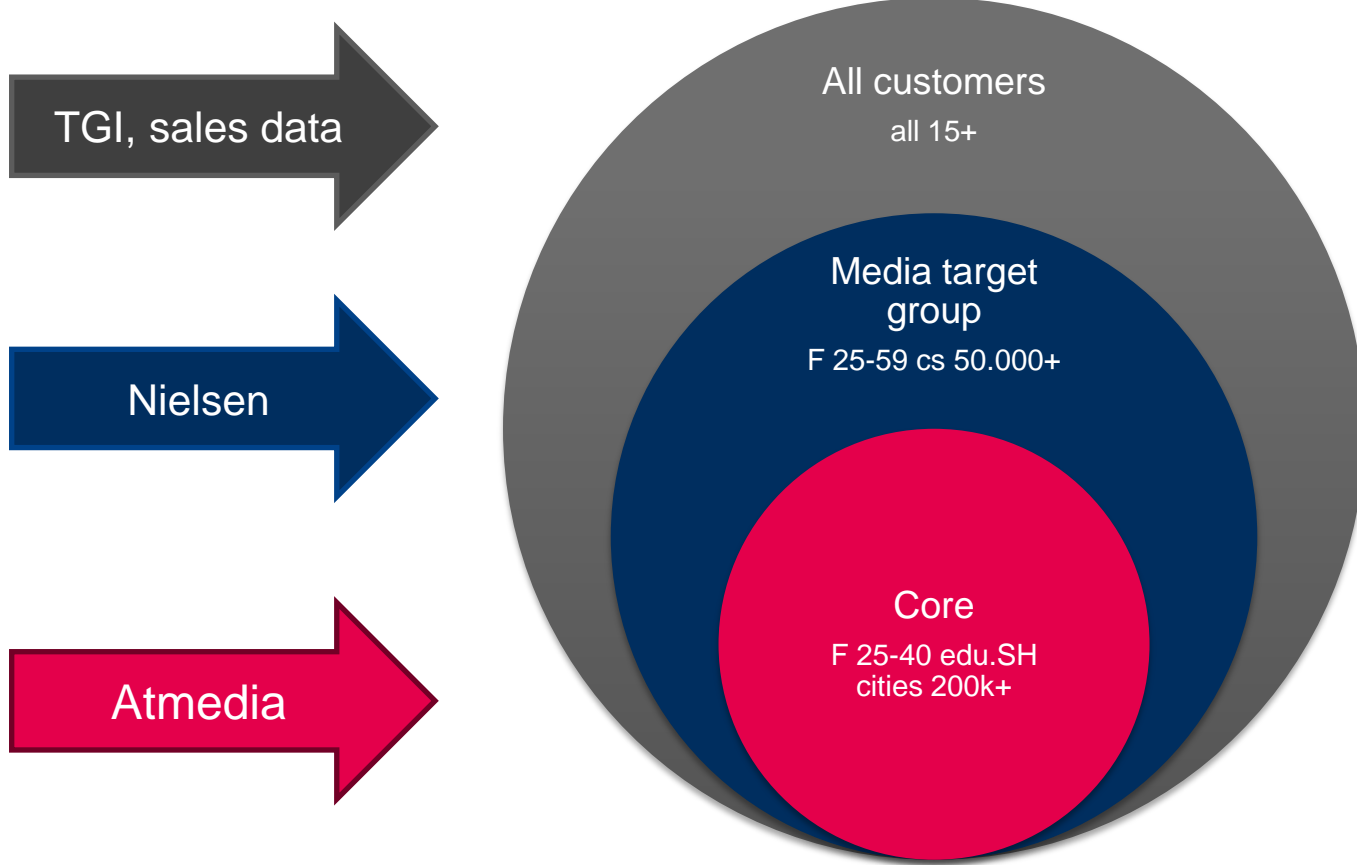 TGI, sales data
All customers
all 15+
Nielsen
Media target
group
F 25-59 cs 50.000+
Atmedia
Core
F 25-40 edu.SH
cities 200k+